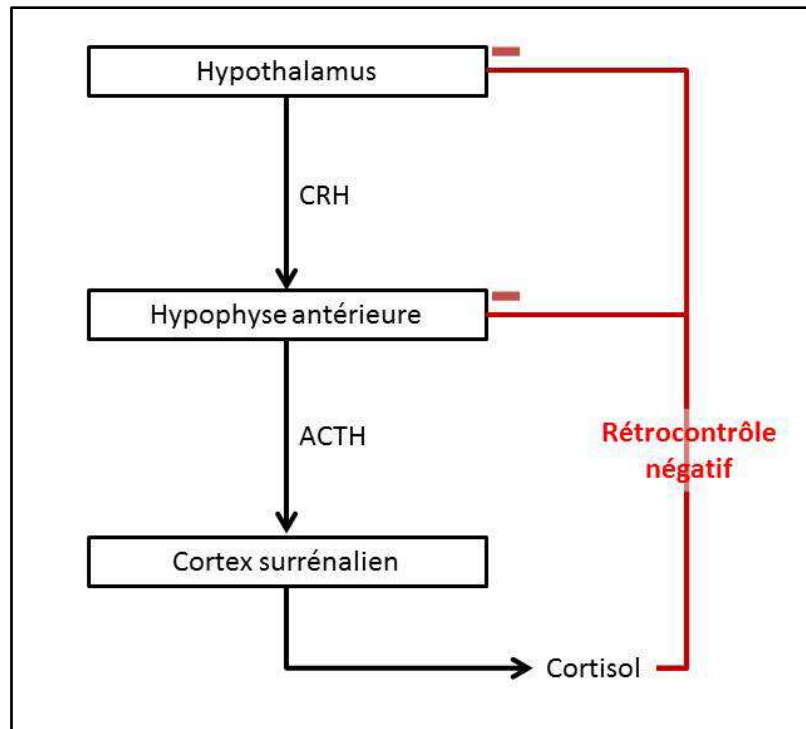 Hypothalamus
CRH
Hypophyse antérieure
ACTH
Rétrocontrôle
négatif
Cortex surrénalien
Cortisol